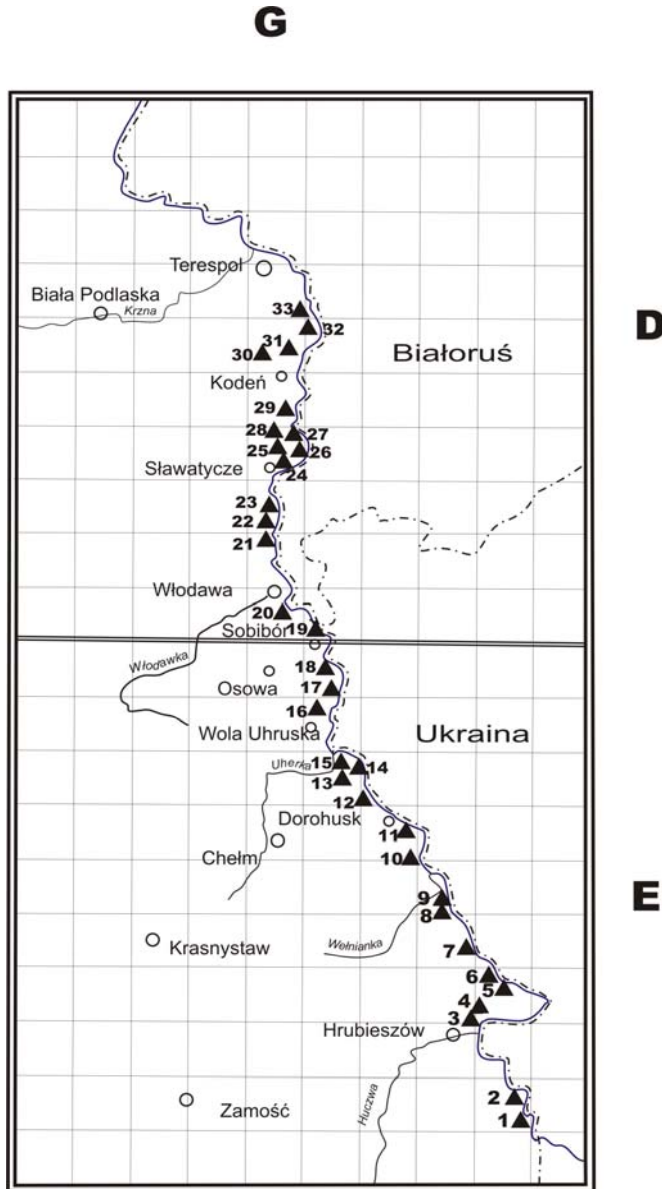 G
Terespol
Biała Podlaska
Krzna
33
32
D
31
30
Białoruś
Kodeń
29
28
27
25
26
Sławatycze
24
23
22
21
Włodawa
20
19
Sobibór
Włodawka
18
Osowa
17
16
Wola Uhruska
Ukraina
15
14
Uherka
13
12
Dorohusk
11
Chełm
10
9
E
8
Wełnianka
Krasnystaw
7
6
5
4
3
Hrubieszów
2
Huczwa
Zamość
1